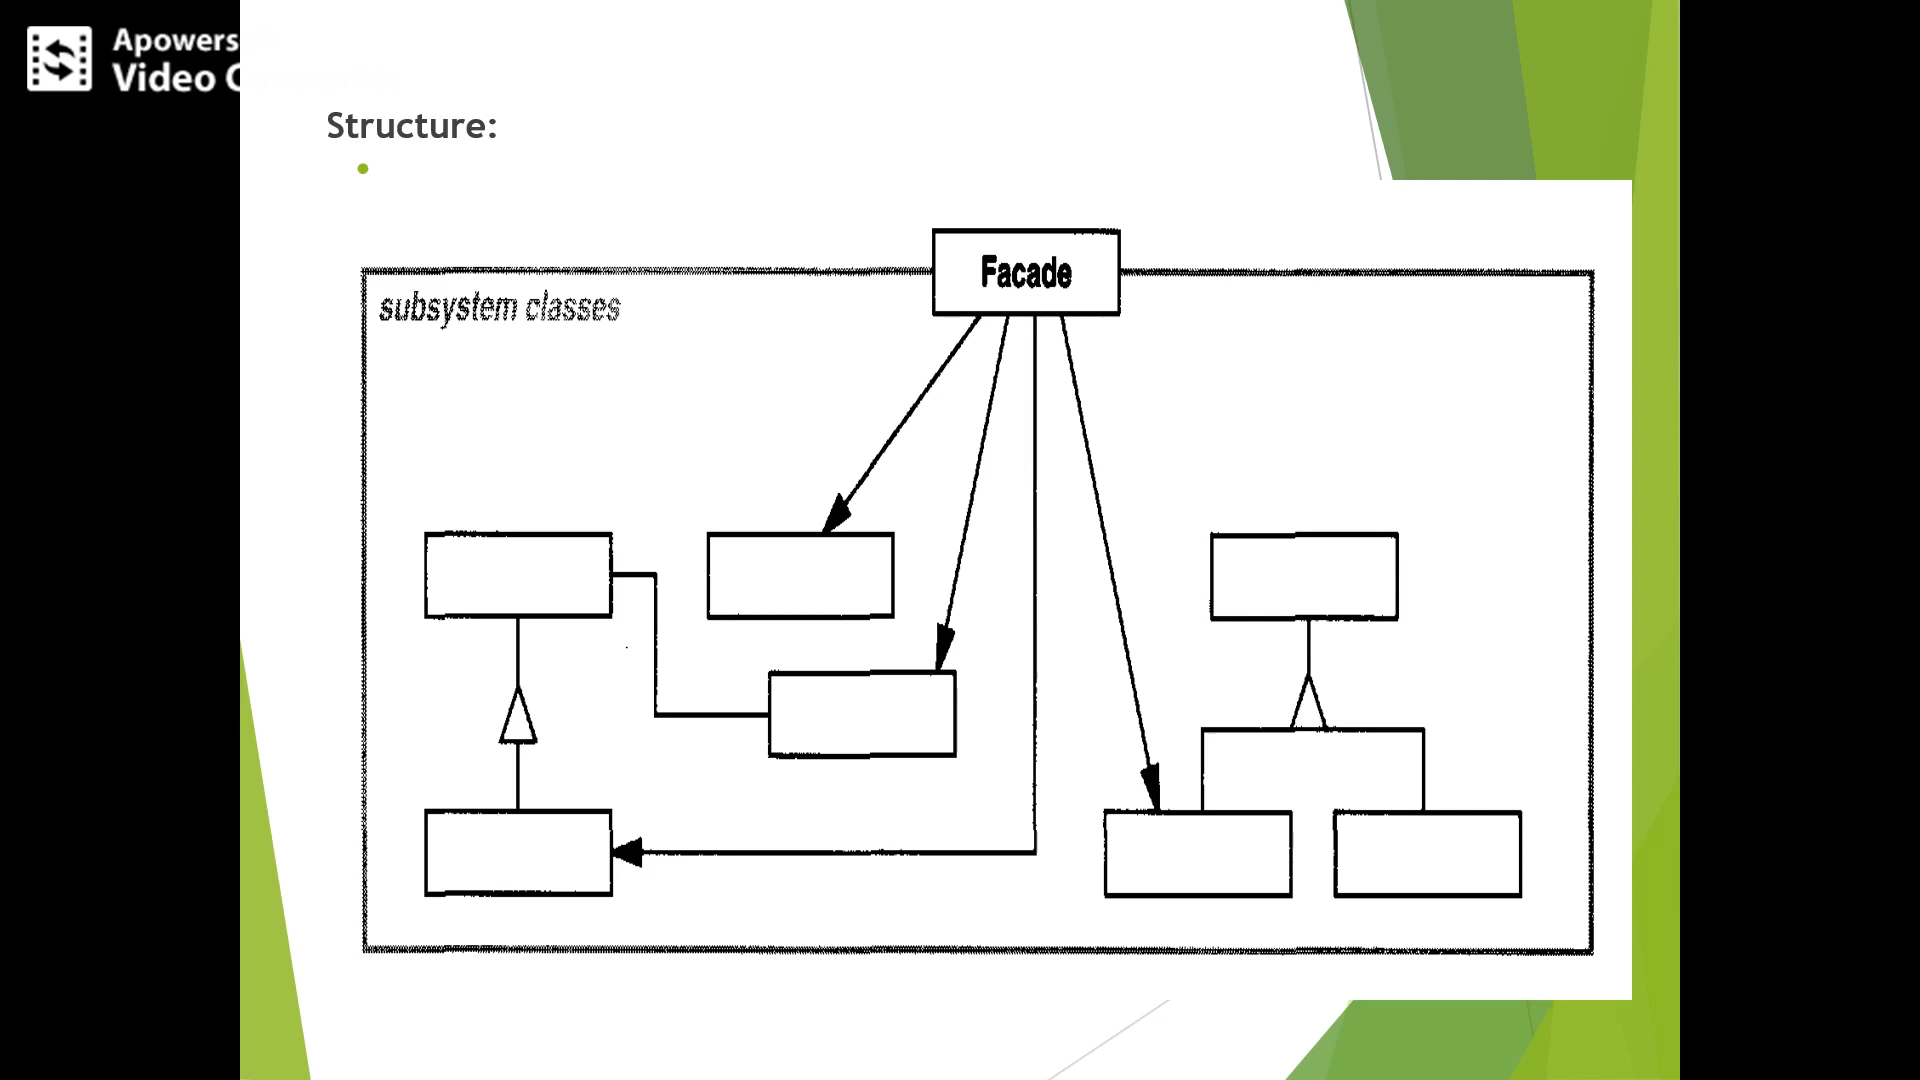 Apowers
Video
Structure:
Facade
subsystem classes